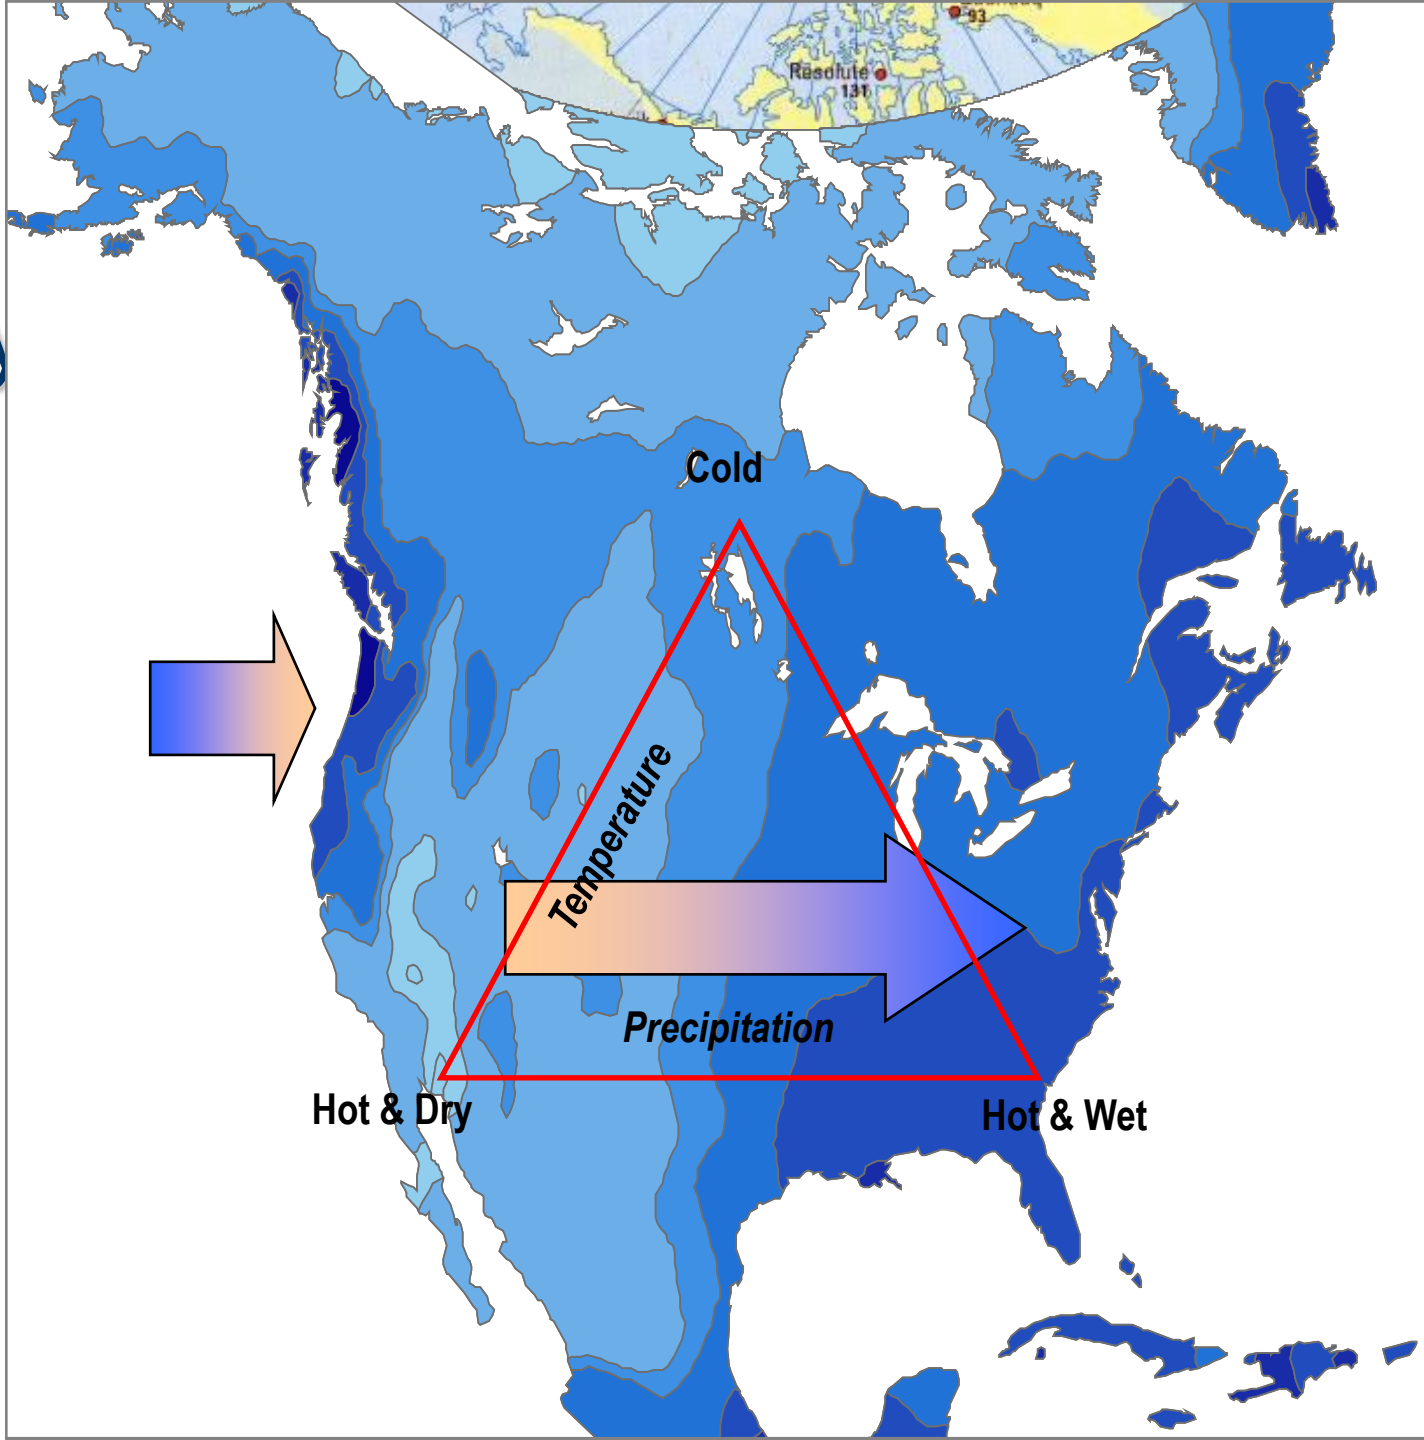 93
Resolute
131
Cold
Temperature
Precipitation
Hot & Dry
Hot & Wet